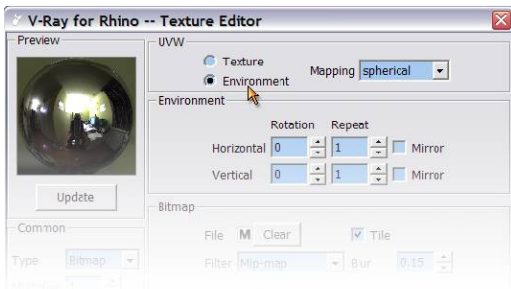 V-Ray for Rhino -- Texture Editor
Preview
UVW
Texture
Environment
Mapping spherical
Environment
Rotation Repeat
Horizontal 0 1 Mirror
Vertical 0 1 Mirror
Update
Bitmap
File M Clear Tile
Common
Type Bitmap
Filter Mip-map Blur 0.15